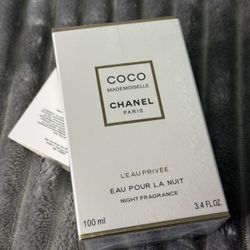 COCO
MADEMOISELLE
CHANEL
PARIS
L'EAU PRIVÉE
EAU POUR LA NUIT
NIGHT FRAGRANCE
100 ml
3.4 FL.OZ